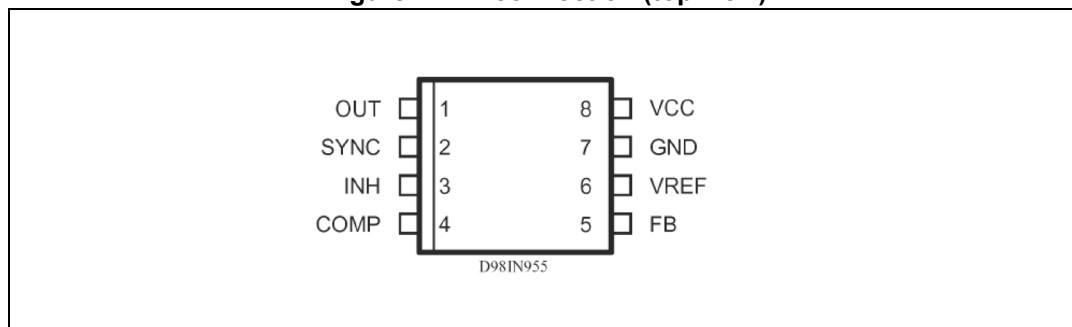 OUT 1 8 VCC
SYNC 2 7 GND
INH 3 6 VREF
COMP 4 5 FB
D98IN955